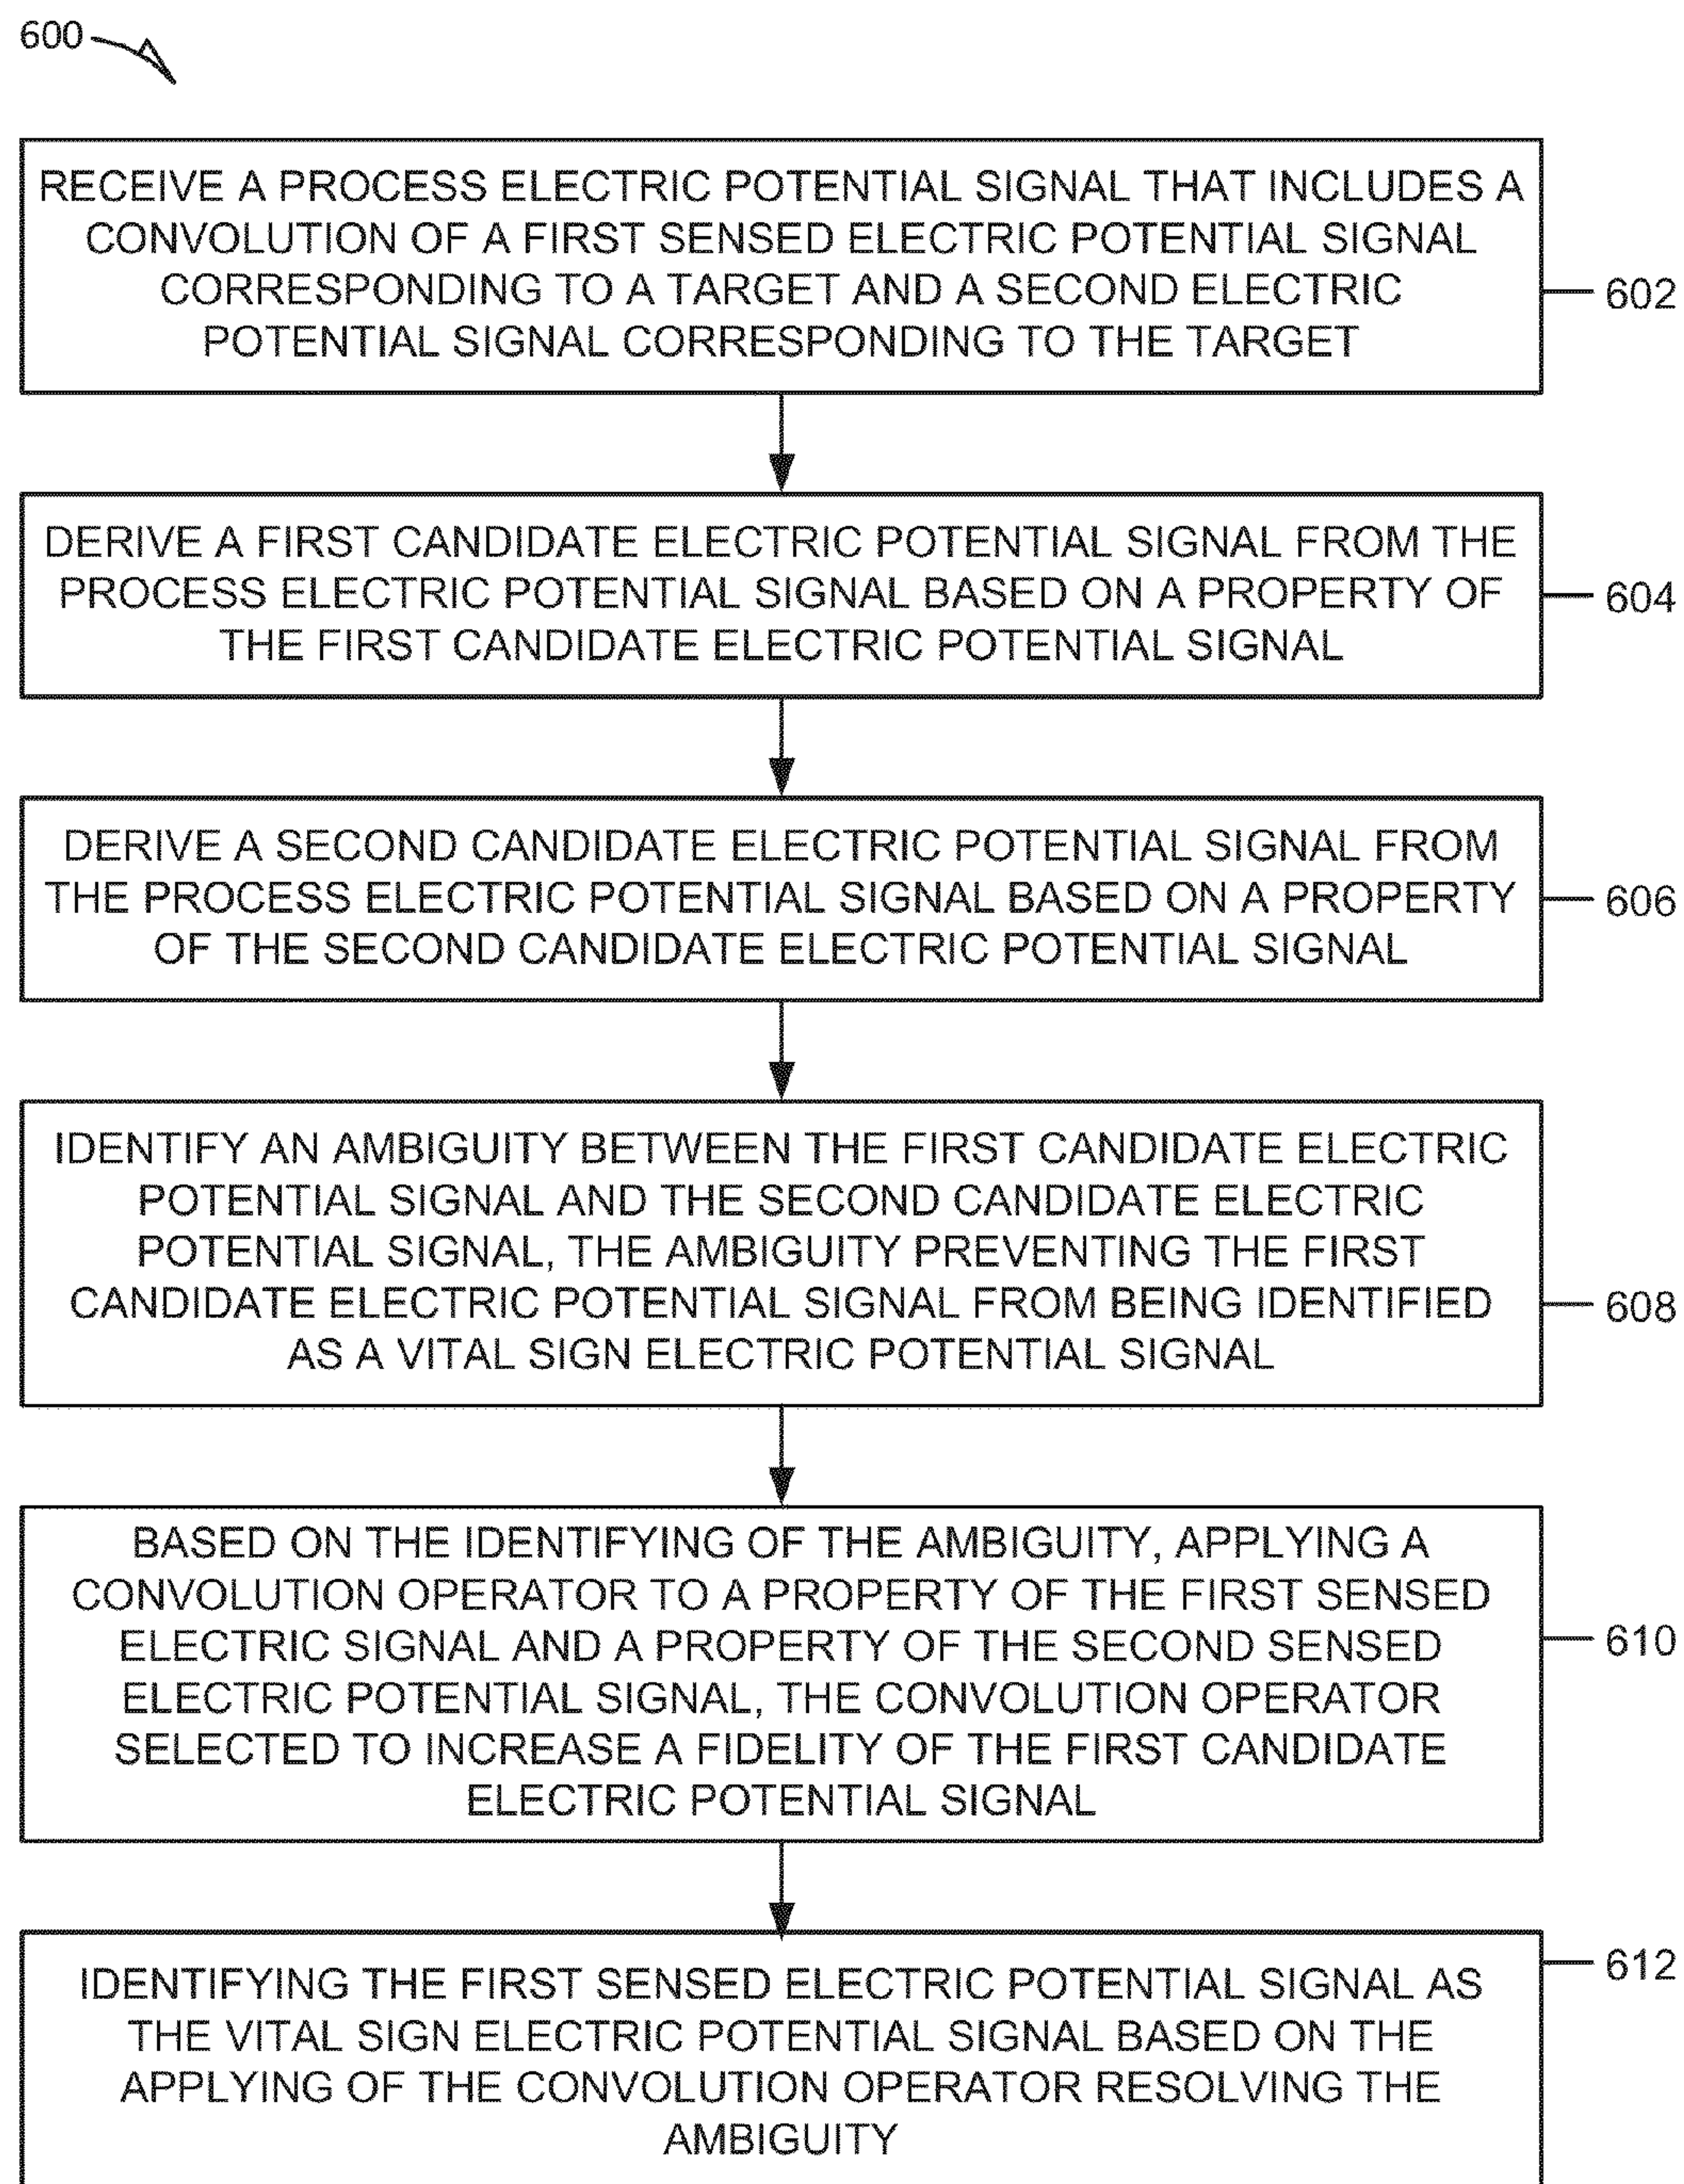 600
RECEIVE A PROCESS ELECTRIC POTENTIAL SIGNAL THAT INCLUDES A
CONVOLUTION OF A FIRST SENSED ELECTRIC POTENTIAL SIGNAL
CORRESPONDING TO A TARGET AND A SECOND ELECTRIC
POTENTIAL SIGNAL CORRESPONDING TO THE TARGET
602
DERIVE A FIRST CANDIDATE ELECTRIC POTENTIAL SIGNAL FROM THE
PROCESS ELECTRIC POTENTIAL SIGNAL BASED ON A PROPERTY OF
THE FIRST CANDIDATE ELECTRIC POTENTIAL SIGNAL
604
DERIVE A SECOND CANDIDATE ELECTRIC POTENTIAL SIGNAL FROM
THE PROCESS ELECTRIC POTENTIAL SIGNAL BASED ON A PROPERTY
OF THE SECOND CANDIDATE ELECTRIC POTENTIAL SIGNAL
606
IDENTIFY AN AMBIGUITY BETWEEN THE FIRST CANDIDATE ELECTRIC
POTENTIAL SIGNAL AND THE SECOND CANDIDATE ELECTRIC
POTENTIAL SIGNAL, THE AMBIGUITY PREVENTING THE FIRST
CANDIDATE ELECTRIC POTENTIAL SIGNAL FROM BEING IDENTIFIED
AS A VITAL SIGN ELECTRIC POTENTIAL SIGNAL
608
BASED ON THE IDENTIFYING OF THE AMBIGUITY, APPLYING A
CONVOLUTION OPERATOR TO A PROPERTY OF THE FIRST SENSED
ELECTRIC SIGNAL AND A PROPERTY OF THE SECOND SENSED
ELECTRIC POTENTIAL SIGNAL, THE CONVOLUTION OPERATOR
SELECTED TO INCREASE A FIDELITY OF THE FIRST CANDIDATE
ELECTRIC POTENTIAL SIGNAL
610
IDENTIFYING THE FIRST SENSED ELECTRIC POTENTIAL SIGNAL AS
THE VITAL SIGN ELECTRIC POTENTIAL SIGNAL BASED ON THE
APPLYING OF THE CONVOLUTION OPERATOR RESOLVING THE
AMBIGUITY
612